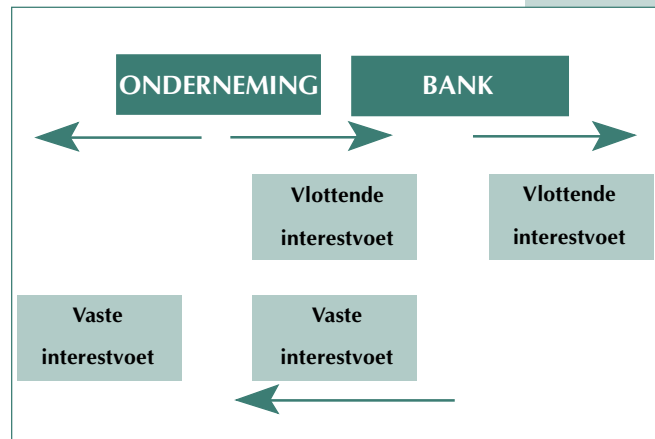 ONDERNEMING
BANK
Vlottende
interestvoet
Vlottende
interestvoet
Vaste
interestvoet
Vaste
interestvoet